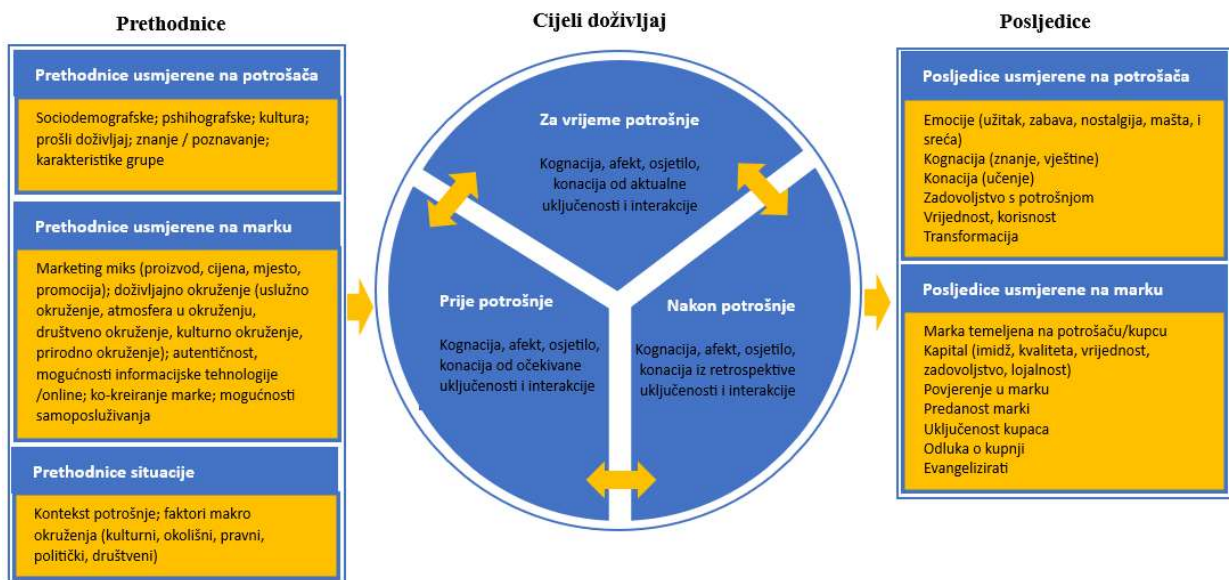 Prethodnice
Prethodnice usmjerene na potrošača
Sociodemografske; pshihografske; kultura;
prošli doživljaj; znanje / poznavanje;
karakteristike grupe
Prethodnice usmjerene na marku
Marketing miks (proizvod, cijena, mjesto,
promocija); doživljajno okruženje (uslužno
okruženje, atmosfera u okruženju,
društveno okruženje, kulturno okruženje,
prirodno okruženje); autentičnost,
mogućnosti informacijske tehnologije
/online; ko-kreiranje marke; mogućnosti
samoposluživanja
Prethodnice situacije
Kontekst potrošnje; faktori makro
okruženja (kulturni, okolišni, pravni,
politički, društveni)
Cijeli doživljaj
Za vrijeme potrošnje
Kognacija, afekt, osjetilo,
konacija od aktualne
uključenosti i interakcije
Prije potrošnje
Kognacija, afekt, osjetilo,
konacija od očekivane
uključenosti i interakcije
Nakon potrošnje
Kognacija, afekt, osjetilo,
konacija iz retrospektive
uključenosti i interakcije
Posljedice
Posljedice usmjerene na potrošača
Emocije (užitak, zabava, nostalgija, mašta, i
sreća)
Kognacija (znanje, vještine)
Konacija (učenje)
Zadovoljstvo s potrošnjom
Vrijednost, korisnost
Transformacija
Posljedice usmjerene na marku
Marka temeljena na potrošaču/kupcu
Kapital (imidž, kvaliteta, vrijednost,
zadovoljstvo, lojalnost)
Povjerenje u marku
Predanost marki
Uključenost kupaca
Odluka o kupnji
Evangelizirati